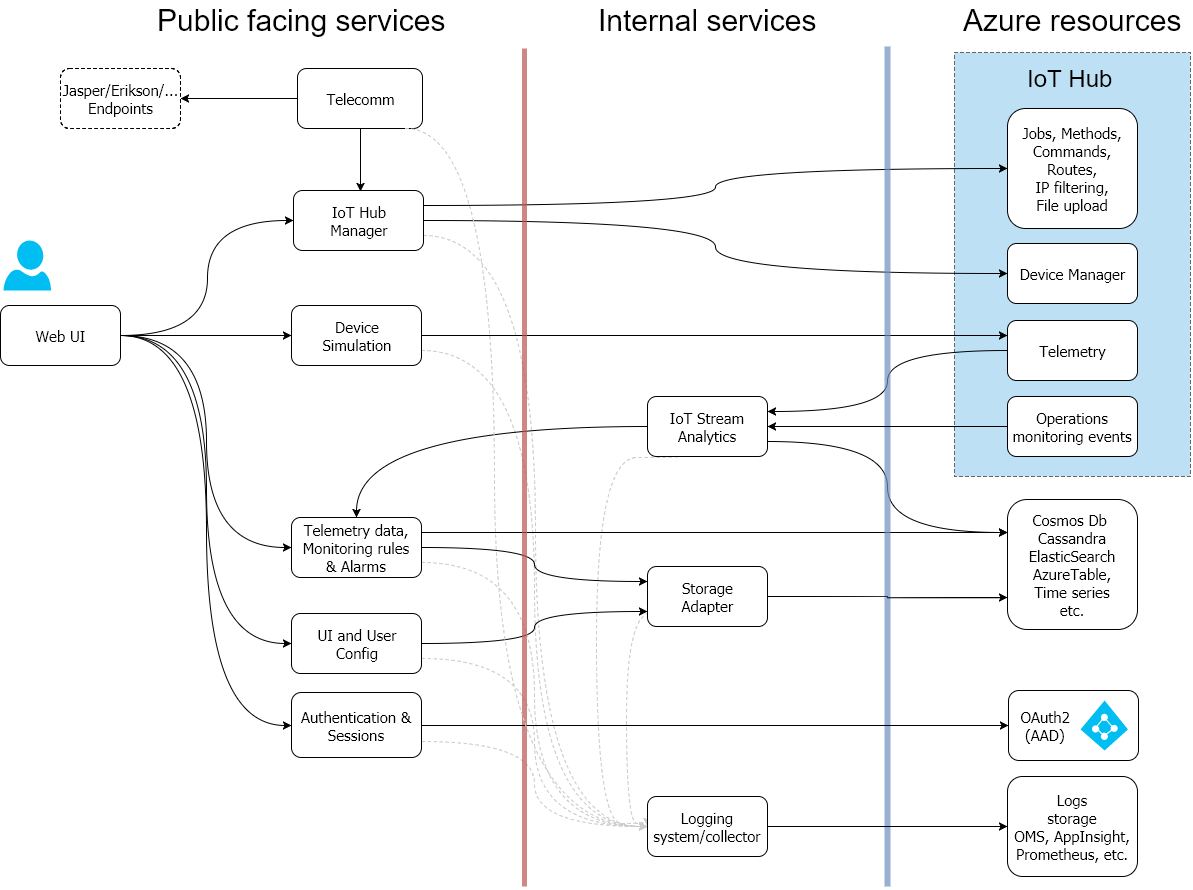 Public facing services
Internal services
Azure resources
IoT Hub
Jasper/Erikson/...
Endpoints
Telecomm
Jobs, Methods,
Commands,
Routes,
IP filtering,
File upload
IoT Hub
Manager
Device Manager
Web UI
Device
Simulation
Telemetry
IoT Stream
Analytics
Operations
monitoring events
Telemetry data,
Monitoring rules
& Alarms
Cosmos Db
Cassandra
ElasticSearch
AzureTable,
Time series
etc.
Storage
Adapter
UI and User
Config
Authentication &
Sessions
OAuth2
(AAD)
Logging
system/collector
Logs
storage
OMS, AppInsight,
Prometheus, etc.